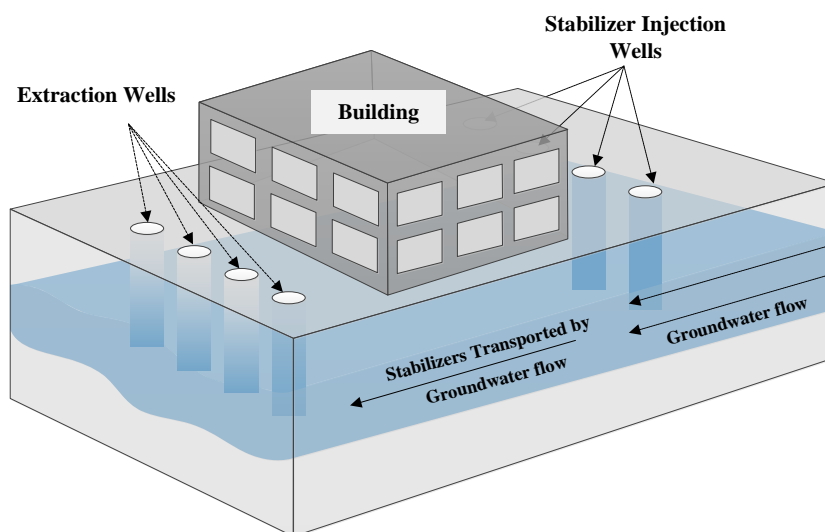 Stabilizer Injection
Wells
Extraction Wells
Building
Groundwater flow
Stabilizers Transported by
Groundwater flow